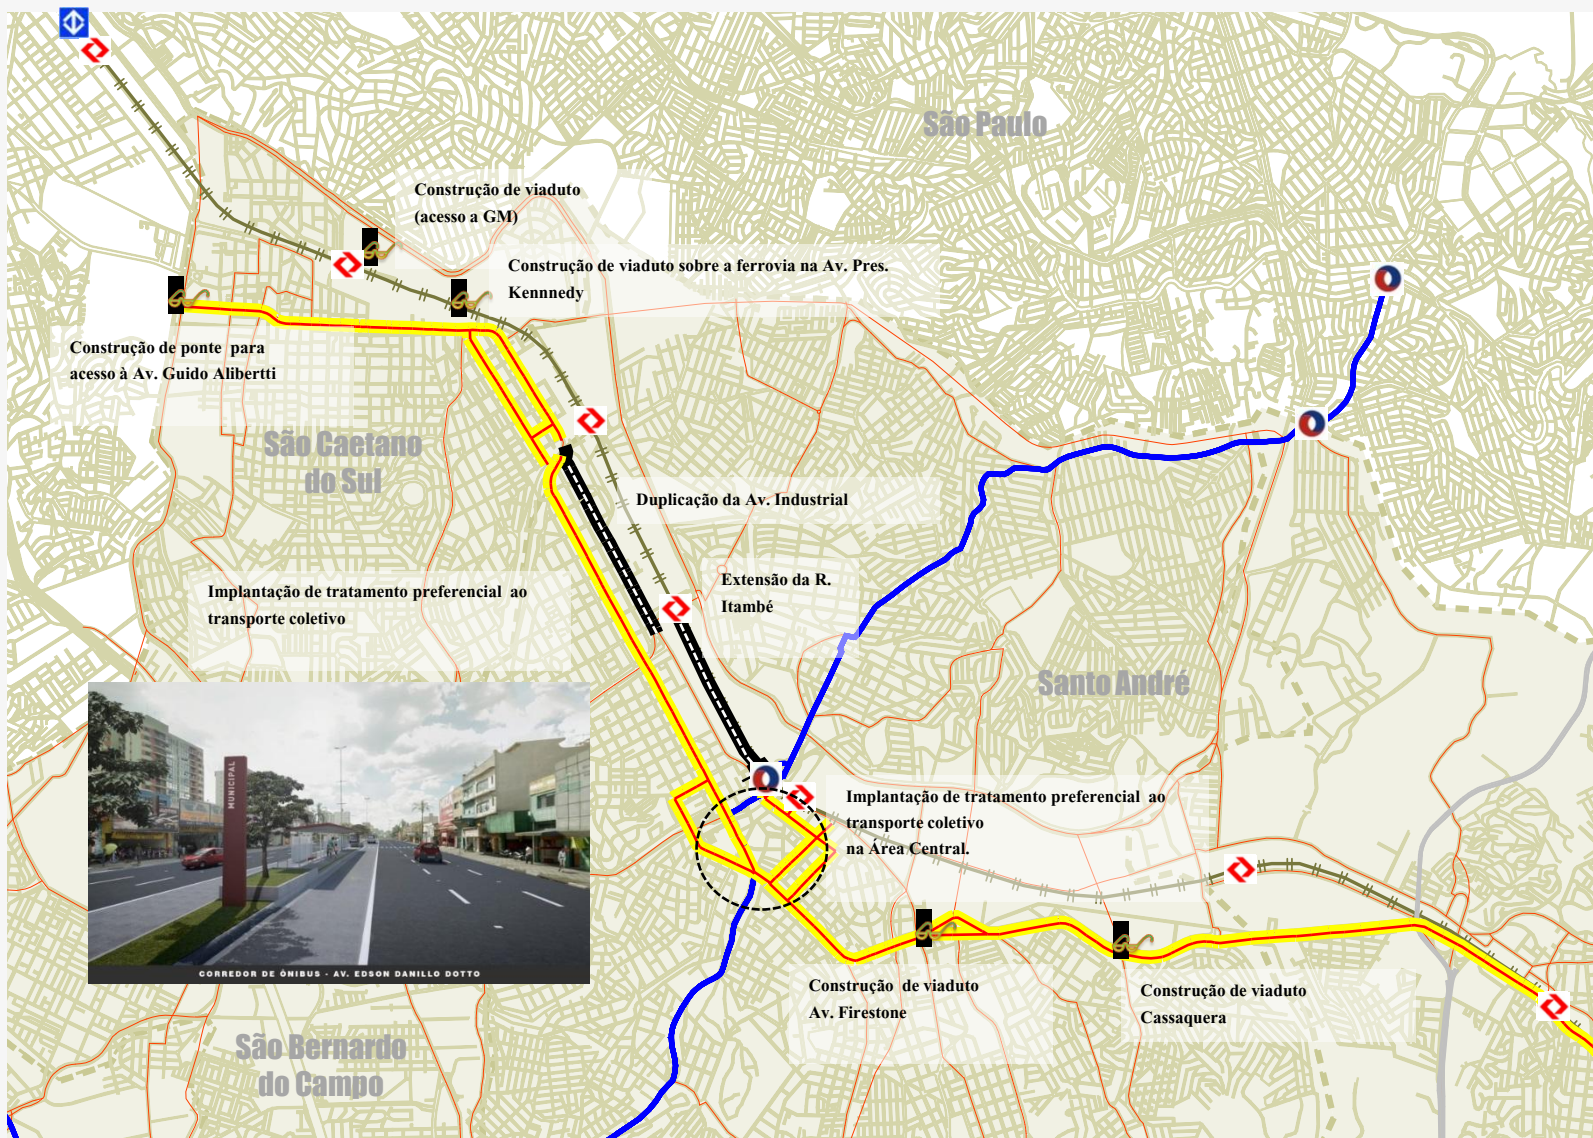 São Paulo
Construção de viaduto
(acesso a GM)
Construção de viaduto sobre a ferrovia na Av. Pres.
Kennnedy
Construção de ponte para
acesso à Av. Guido Alibertti
São Caetano
do Sul
Duplicação da Av. Industrial
Extensão da R.
Itambé
Implantação de tratamento preferencial ao
transporte coletivo
Santo André
MUNICIPAL
Implantação de tratamento preferencial ao
transporte coletivo
na Área Central.
CORREDOR DE ÔNIBUS - AV. EDSON DANILLO DOTTO
Construção de viaduto
Av. Firestone
Construção de viaduto
Cassaquera
São Bernardo
do Campo